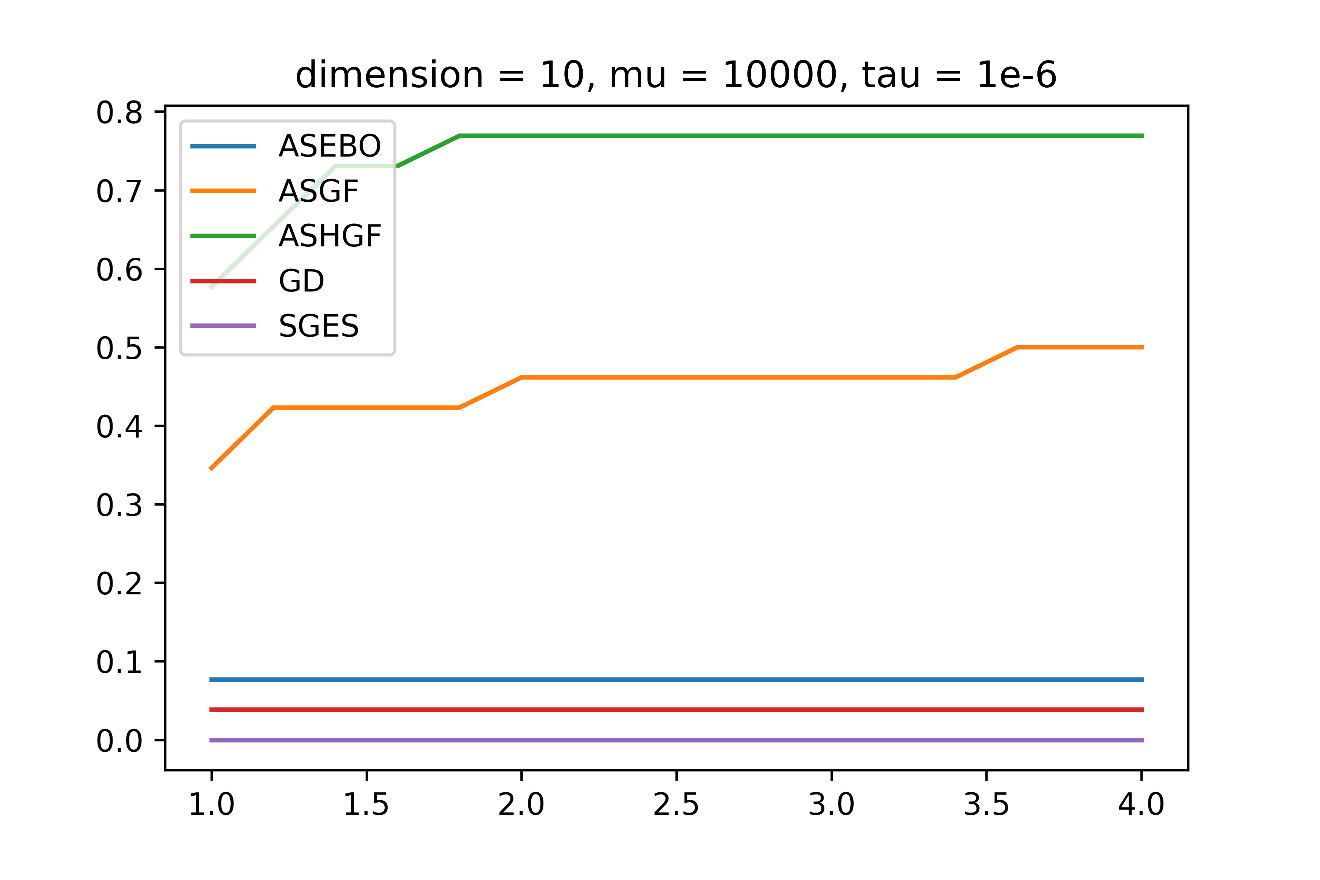 dimension = 10, mu = 10000, tau = 1e-6
0.8
0.7
0.6
0.5
0.4
0.3
0.2
0.1
0.0
ASEBO
ASGF
ASHGF
GD
SGES
1.0 1.5 2.0 2.5 3.0 3.5 4.0